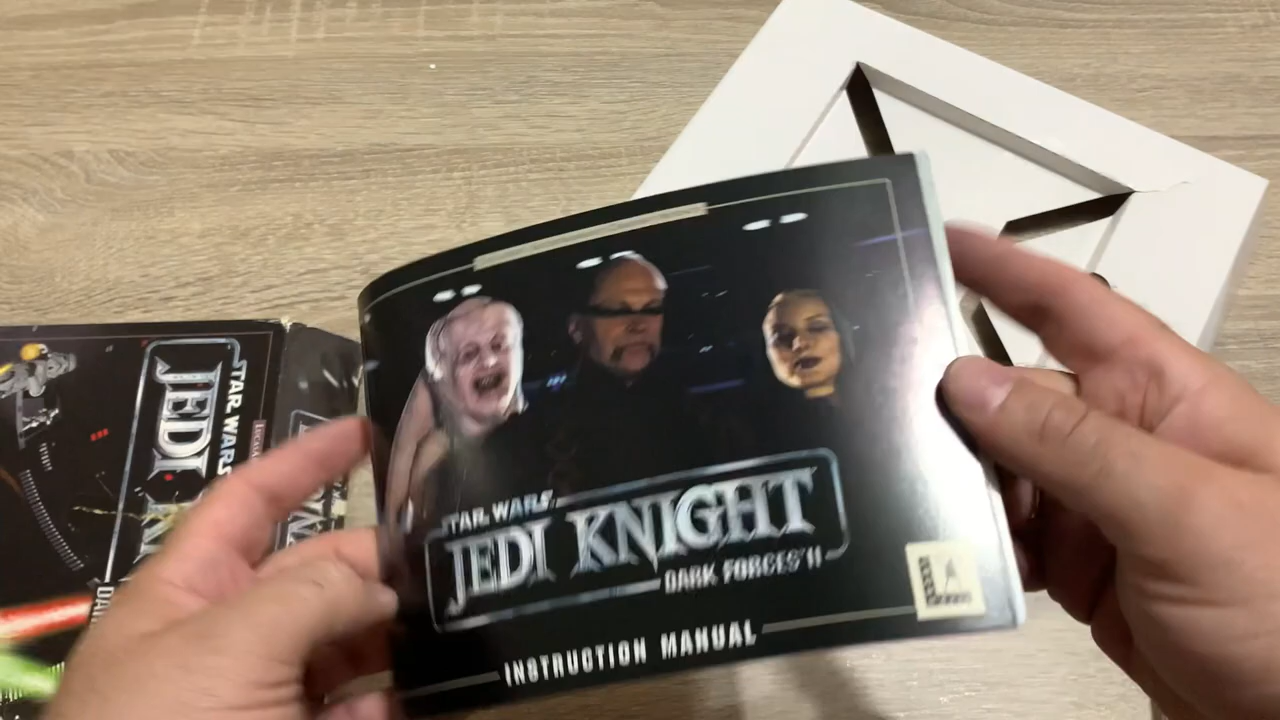 STAR WARS
JEDI KNIGHT
DARK FORCES II
INSTRUCTION MANUAL
STAR WARS
JEDI